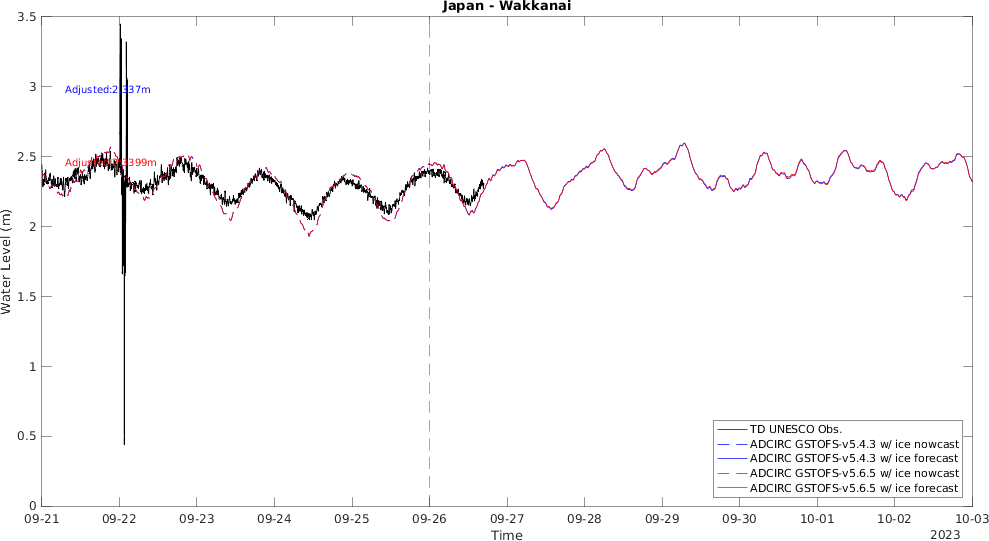 Japan - Wakkanai
3.5
3
2.5
2
1.5
1
0.5
0
Water Level (m)
Adjusted:2.337m
09-21
09-22
09-23
09-24
09-25
09-26
09-27
09-28
09-29
09-30
10-01
10-02
10-03
Time
2023
TD UNESCO Obs.
ADCIRC GSTOFS-v5.4.3 w/ ice nowcast
ADCIRC GSTOFS-v5.4.3 w/ ice forecast
ADCIRC GSTOFS-v5.6.5 w/ ice nowcast
ADCIRC GSTOFS-v5.6.5 w/ ice forecast